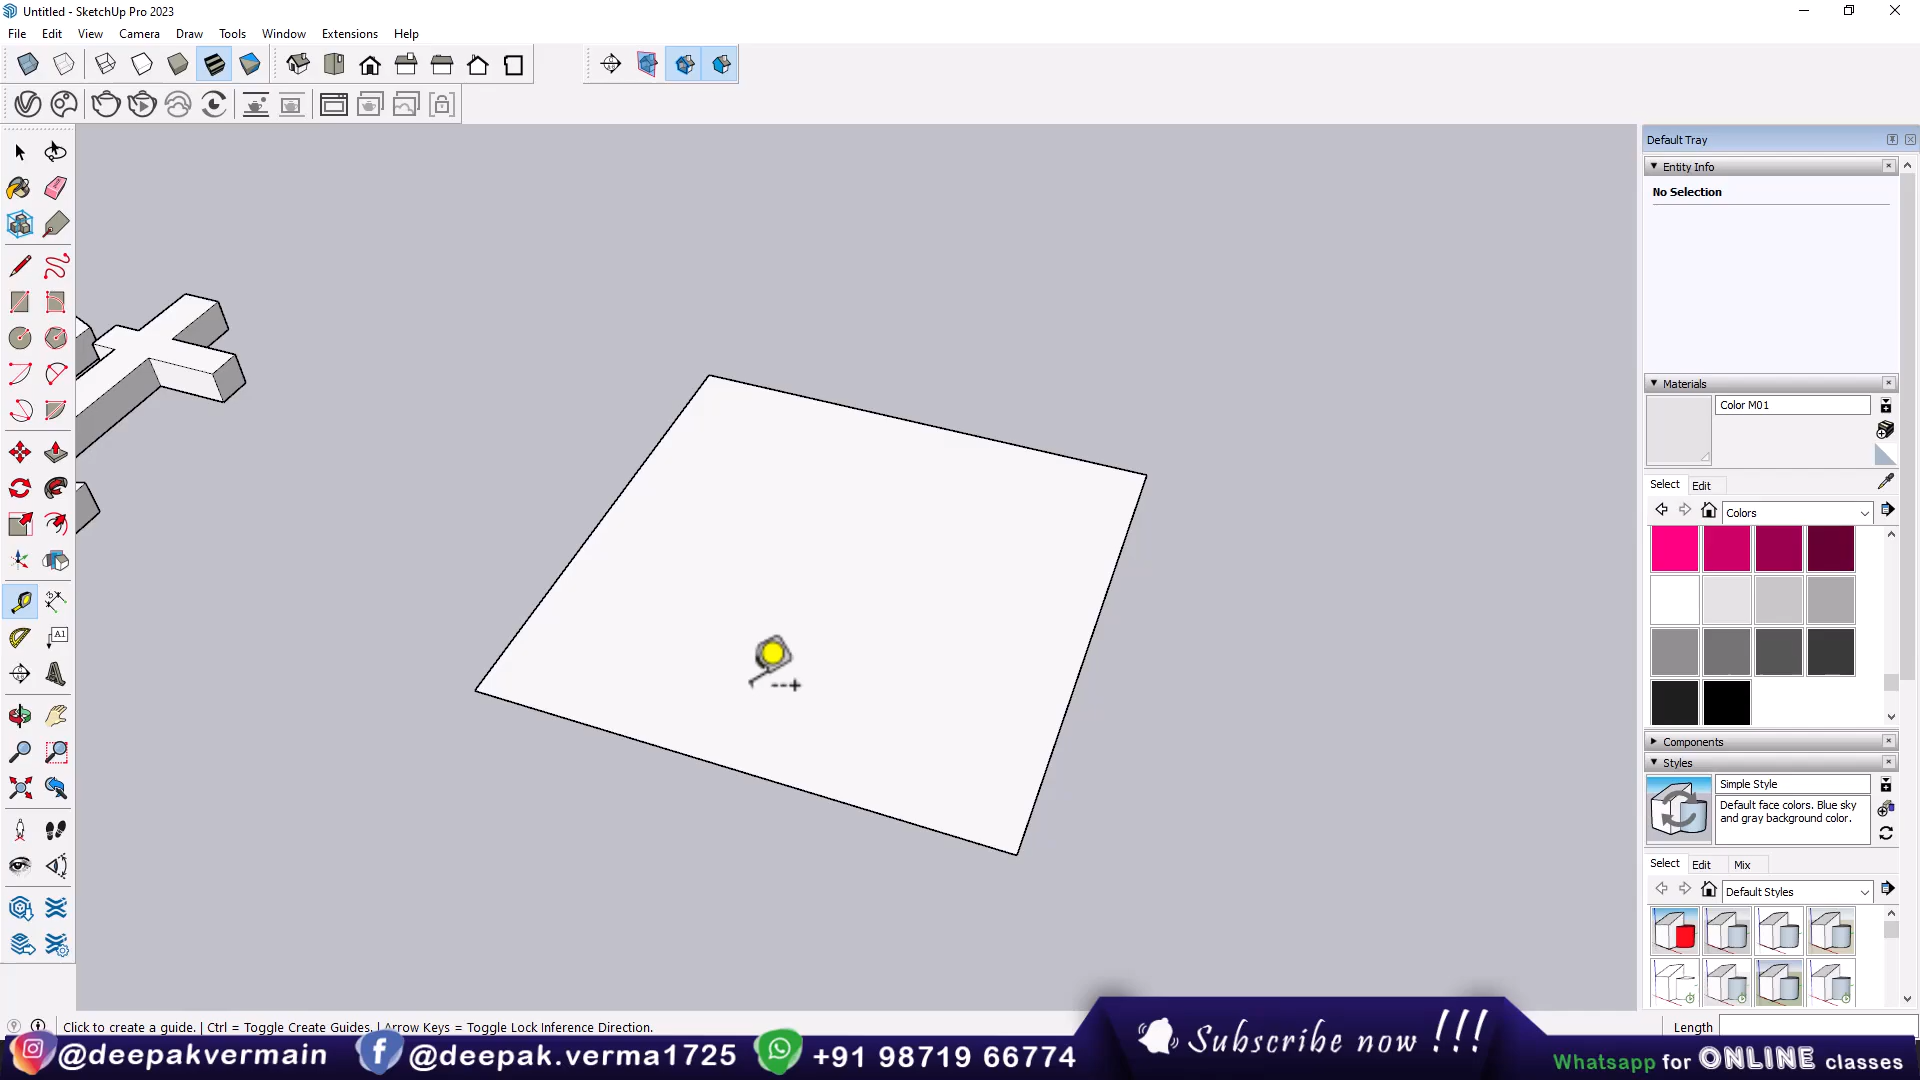 Untitled - SketchUp Pro 2023
File Edit View Camera Draw Tools Window Extensions Help
Default Tray
Entity Info
No Selection
Materials
Color M01
Select Edit
Colors
A1
Components
Styles
Simple Style
Default face colors. Blue sky
and gray background color.
Select Edit Mix
Default Styles
Click to create a guide. | Ctrl = Toggle Create Guides. | Arrow Keys = Toggle Lock Inference Direction.
Length
@deepakvermain @deepak.verma1725 +91 98719 66774
Subscribe now !!!
Whatsapp for ONLINE classes